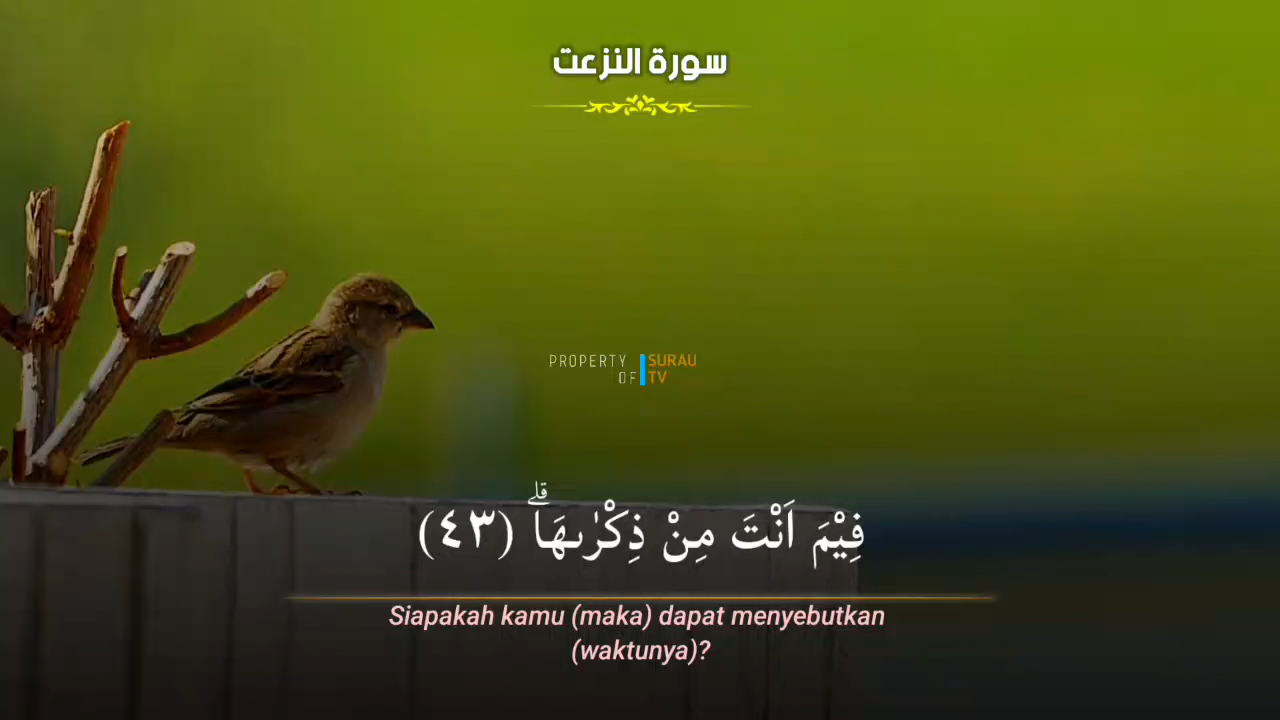 سورة النزعت
PROPERTY OF
SURAU TV
فِيْمَ اَنْتَ مِنْ ذِكْرٰىهَاۗ (٤٣)
Siapakah kamu (maka) dapat menyebutkan
(waktunya)?